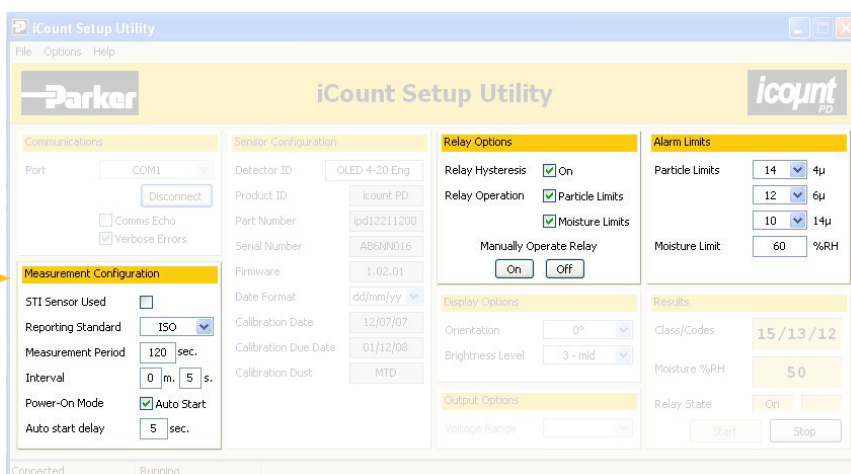 iCount Setup Utility
File Options Help
Parker
iCount Setup Utility
icount
PD
Communications
Port COM1
Disconnect
Comms Echo
Verbose Errors
Measurement Configuration
STI Sensor Used
Reporting Standard ISO
Measurement Period 120 sec.
Interval 0 m. 5 s.
Power-On Mode Auto Start
Auto start delay 5 sec.
Sensor Configuration
Detector ID OLED 4-20 Eng
Product ID icount PD
Part Number ipd12211200
Serial Number AB6NN016
Firmware 1.02.01
Date Format dd/mm/yy
Calibration Date 12/07/07
Calibration Due Date 01/12/08
Calibration Dust MTD
Relay Options
Relay Hysteresis On
Relay Operation Particle Limits
Moisture Limits
Manually Operate Relay
On Off
Display Options
Orientation 0°
Brightness Level 3 - mid
Output Options
Voltage Range
Alarm Limits
Particle Limits 14 4µ
12 6µ
10 14µ
Moisture Limit 60 %RH
Results
Class/Codes 15/13/12
Moisture %RH 50
Relay State On
Start Stop
Connected Running